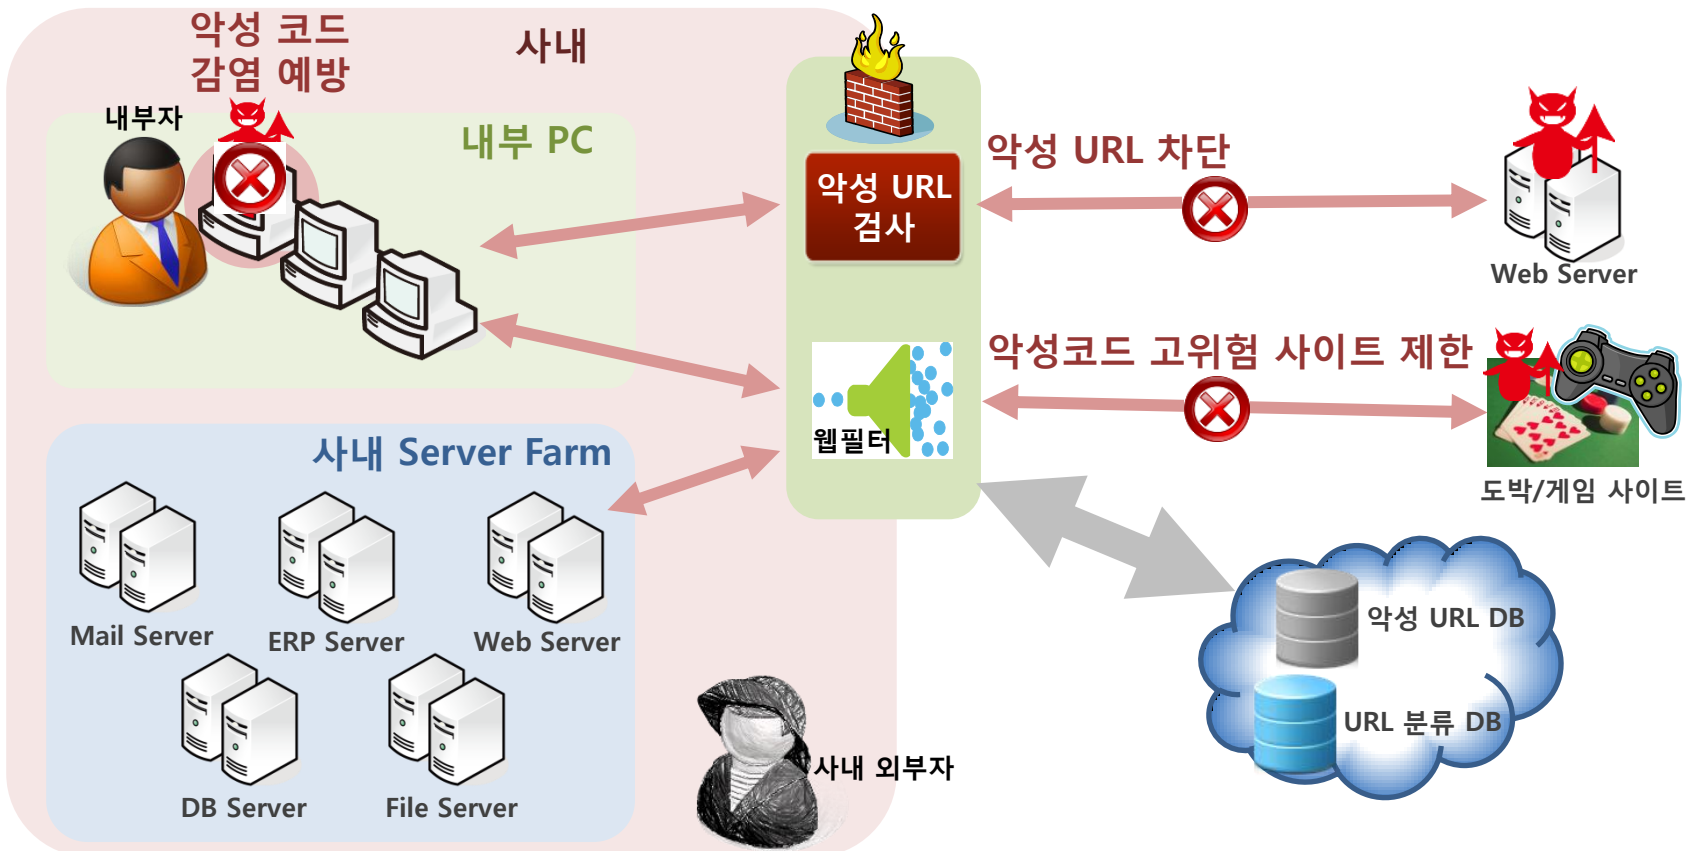 악성 코드
감염 예방
사내
내부자
내부 PC
악성 URL
검사
악성 URL 차단
Web Server
웹필터
악성코드 고위험 사이트 제한
도박/게임 사이트
사내 Server Farm
Mail Server
ERP Server
Web Server
DB Server
File Server
사내 외부자
악성 URL DB
URL 분류 DB